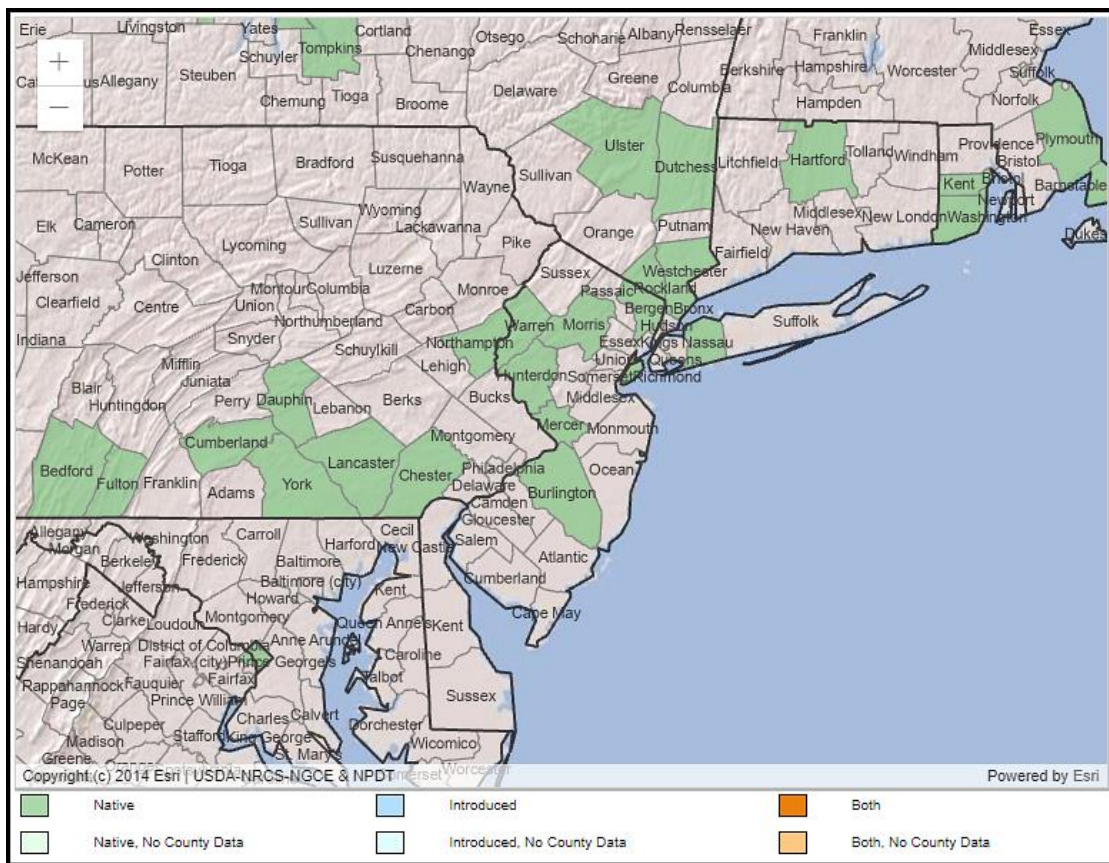 Erie Livingston Yates Cortland Otsego Schoharie Albany Rensselaer Franklin Essex
+
Tompkins Schuyler Chenango Middlesex
Allegany Steuben Greene Berkshire Hampshire Worcester Suffolk
−
Chemung Tioga Broome Delaware Columbia Hampden Norfolk
McKean Potter Tioga Bradford Susquehanna Ulster Litchfield Hartford Tolland Windham Providence Plymouth
Wayne Sullivan Dutchess Bristol
Elk Cameron Sullivan Wyoming Lackawanna Kent Bristol Barnstable
Lycoming Pike Orange Putnam Middlesex New London Washington Newport
Clinton Luzerne Sussex New Haven Dukes
Jefferson Montour Columbia Monroe Passaic Westchester Fairfield
Clearfield Centre Union Carbon Rockland
Northumberland Warren Morris Bergen Bronx Suffolk
Indiana Snyder Northampton Hudson
Mifflin Schuylkill Lehigh Essex Kings Nassau
Juniata Hunterdon Union Queens
Blair Huntingdon Perry Dauphin Lebanon Berks Bucks Somerset Richmond
Middlesex
Cumberland Montgomery Mercer Monmouth
Bedford Lancaster Chester Philadelphia Ocean
Fulton Franklin Adams York Delaware Burlington
Camden
Gloucester
Allegany Washington Carroll Cecil
Morgan Harford New Castle Salem
Berkeley Frederick Baltimore Atlantic
Hampshire Jefferson Baltimore (city) Kent Cumberland
Frederick Howard
Clarke Loudoun Montgomery Queen Anne's Kent Cape May
Hardy Warren District of Columbia Anne Arundel
Shenandoah Fairfax (city) Prince George's Caroline
Rappahannock Fauquier Fairfax Talbot
Page Prince William Sussex
Culpeper Charles Calvert Dorchester
Madison Stafford King George Wicomico
Greene St. Mary's
Worcester
Copyright:(c) 2014 Esri | USDA-NRCS-NGCE & NPDT Powered by Esri
Native Introduced Both
Native, No County Data Introduced, No County Data Both, No County Data